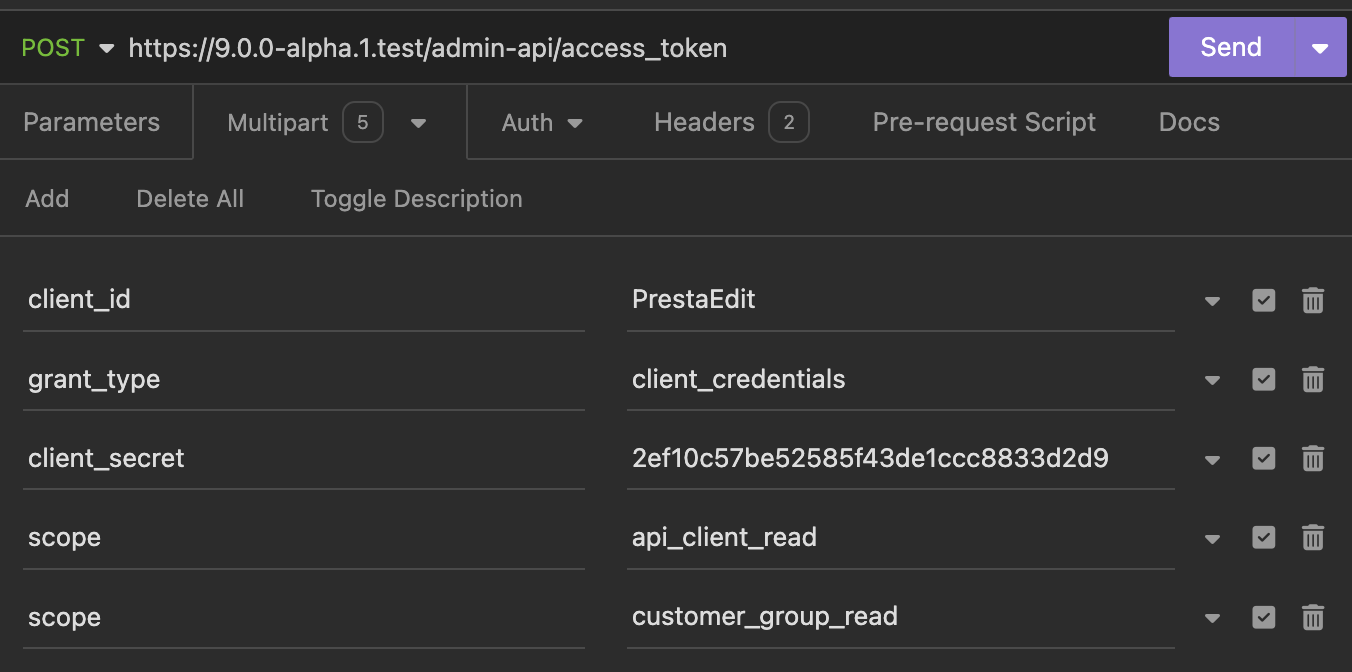 POST https://9.0.0-alpha.1.test/admin-api/access_token Send
Parameters Multipart 5 Auth Headers 2 Pre-request Script Docs
Add Delete All Toggle Description
client_id PrestaEdit
grant_type client_credentials
client_secret 2ef10c57be52585f43de1ccc8833d2d9
scope api_client_read
scope customer_group_read